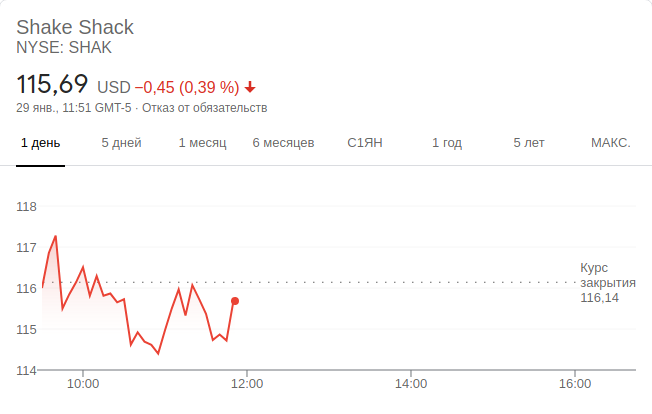 Shake Shack
NYSE: SHAK
115,69 USD −0,45 (0,39 %)
29 янв., 11:51 GMT-5 · Отказ от обязательств
1 день 5 дней 1 месяц 6 месяцев С1ЯН 1 год 5 лет МАКС.
118
117
116
115
114
Курс
закрытия
116,14
10:00 12:00 14:00 16:00